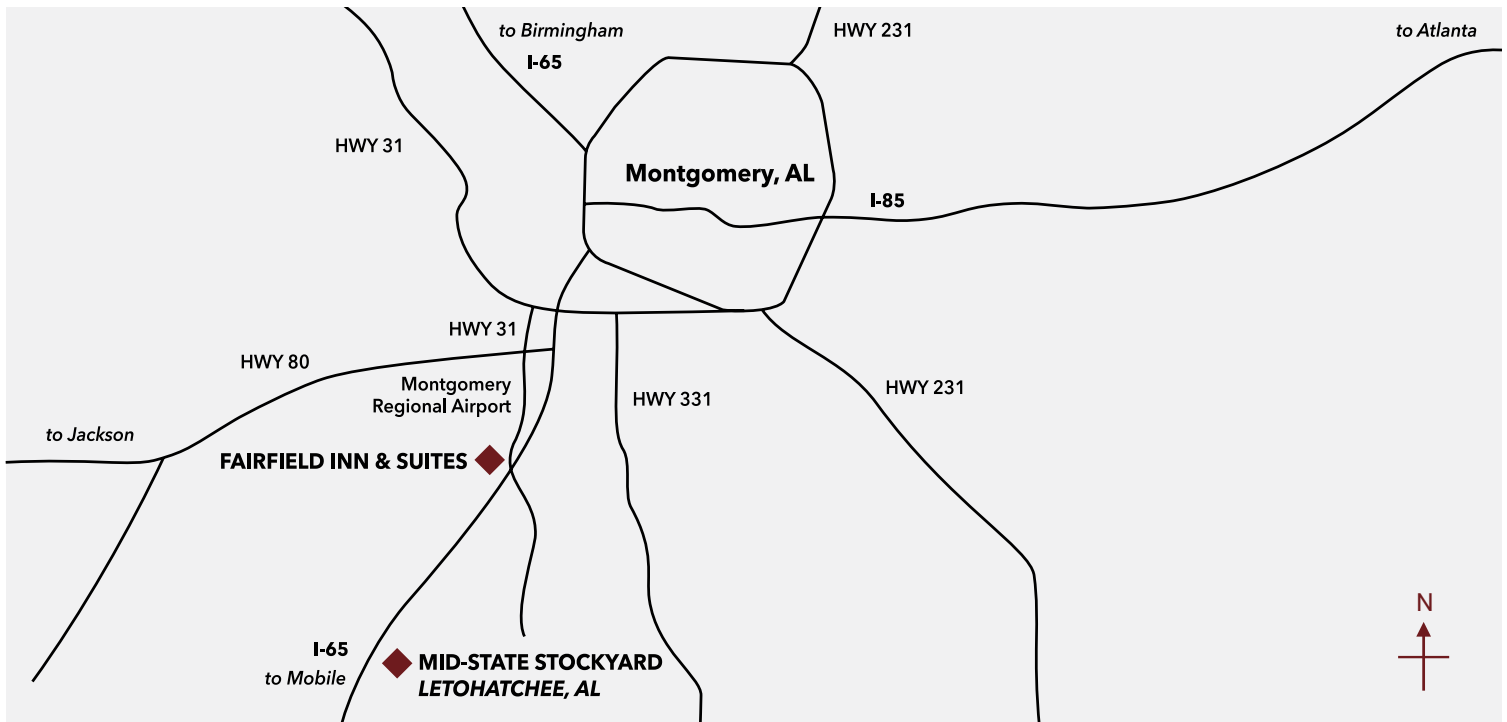 to Birmingham
HWY 231
to Atlanta
I-65
HWY 31
Montgomery, AL
I-85
HWY 31
HWY 80
Montgomery
Regional Airport
HWY 331
HWY 231
to Jackson
FAIRFIELD INN & SUITES
N
I-65
to Mobile
MID-STATE STOCKYARD
LETOHATCHEE, AL